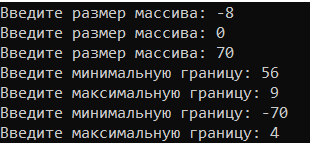 Введите размер массива: -8
Введите размер массива: 0
Введите размер массива: 70
Введите минимальную границу: 56
Введите максимальную границу: 9
Введите минимальную границу: -70
Введите максимальную границу: 4